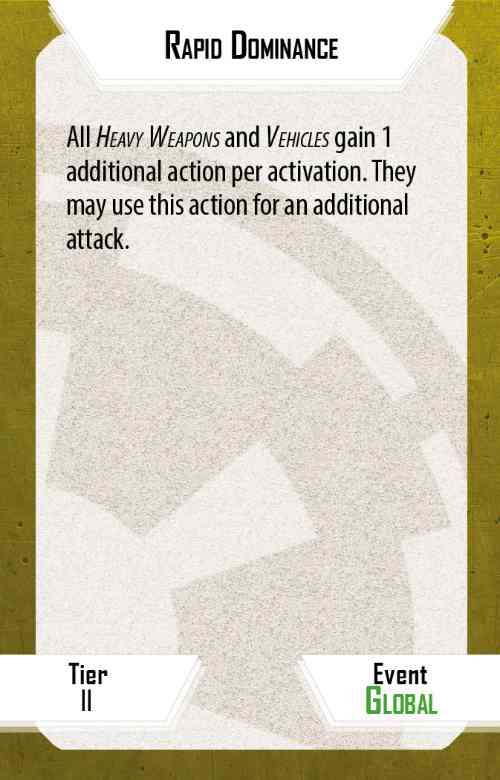 Rapid Dominance
All Heavy Weapons and Vehicles gain 1
additional action per activation. They
may use this action for an additional
attack.
Tier
II
Event
Global